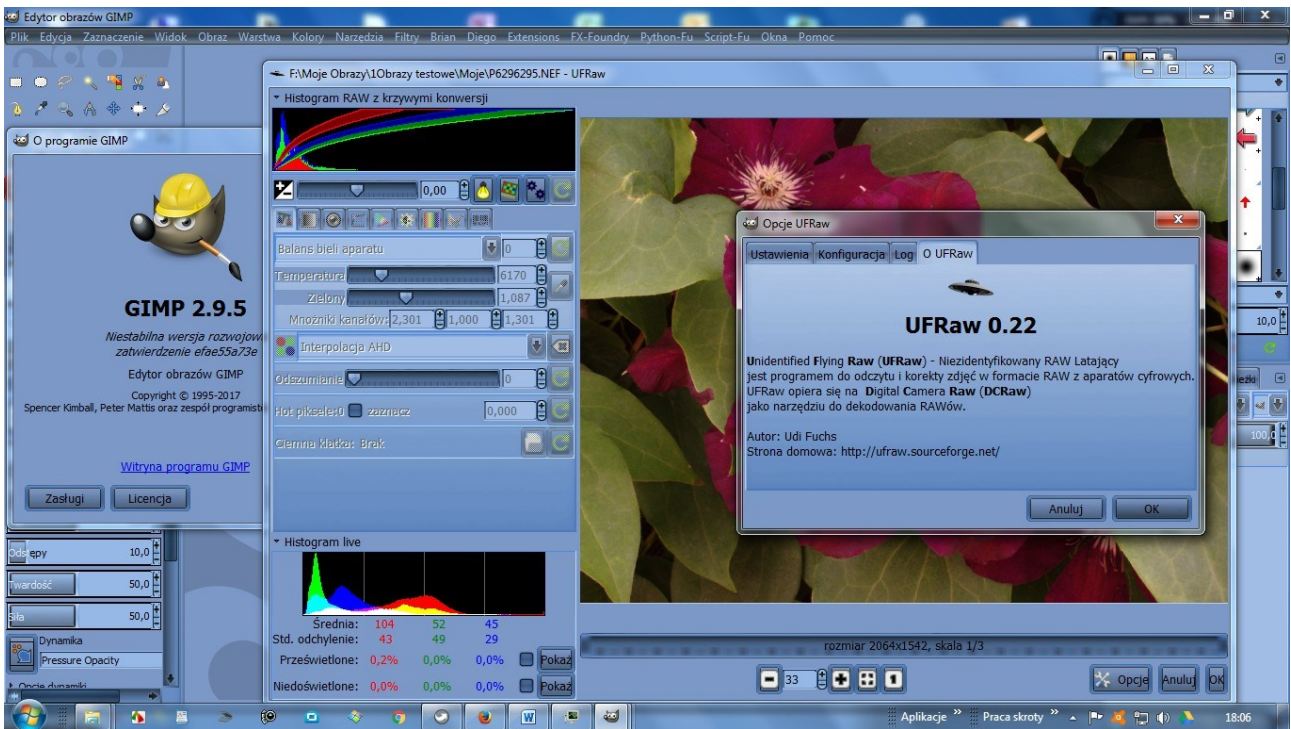 Edytor obrazów GIMP
Plik Edycja Zaznaczenie Widok Obraz Warstwa Kolory Narzędzia Filtry Brian Diego Extensions FX-Foundry Python-Fu Script-Fu Okna Pomoc
F:\Moje Obrazy\1Obrazy testowe\Moje\P6296295.NEF - UFRaw
Histogram RAW z krzywymi konwersji
0,00
Balans bieli aparatu 0
Temperatura 6170
Zielony 1,087
Mnożniki kanałów: 2,301 1,000 1,301
Interpolacja AHD
Odszumianie 0
Hot piksele: 0 zaznacz 0,000
Ciemna klatka: Brak
Histogram live
Średnia: 104 52 45
Std. odchylenie: 43 49 29
Prześwietlone: 0,2% 0,0% 0,0% Pokaż
Niedoświetlone: 0,0% 0,0% 0,0% Pokaż
O programie GIMP
GIMP 2.9.5
Niestabilna wersja rozwojow
zatwierdzenie efae55a73e
Edytor obrazów GIMP
Copyright © 1995-2017
Spencer Kimball, Peter Mattis oraz zespół programist
Witryna programu GIMP
Zasługi Licencja
Odstępy 10,0
Twardość 50,0
Siła 50,0
Dynamika
Pressure Opacity
Opcje dynamiki
Opcje UFRaw
Ustawienia Konfiguracja Log O UFRaw
UFRaw 0.22
Unidentified Flying Raw (UFRaw) - Niezidentyfikowany RAW Latający
jest programem do odczytu i korekty zdjęć w formacie RAW z aparatów cyfrowych.
UFRaw opiera się na Digital Camera Raw (DCRaw)
jako narzędziu do dekodowania RAWów.
Autor: Udi Fuchs
Strona domowa: http://ufraw.sourceforge.net/
Anuluj OK
10,0
100,0
rozmiar 2064x1542, skala 1/3
33 1 Opcje Anuluj OK
Aplikacje » Praca skroty » 18:06